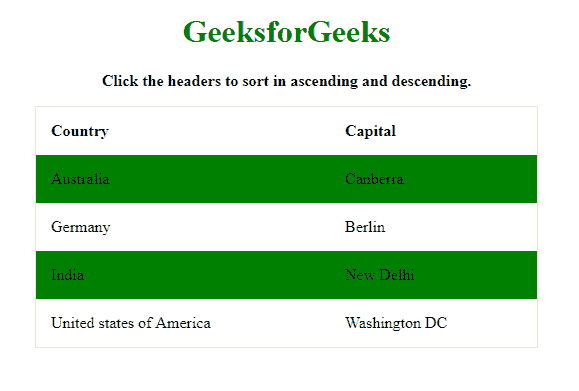 GeeksforGeeks
Click the headers to sort in ascending and descending.
Country Capital
Australia Canberra
Germany Berlin
India New Delhi
United states of America Washington DC